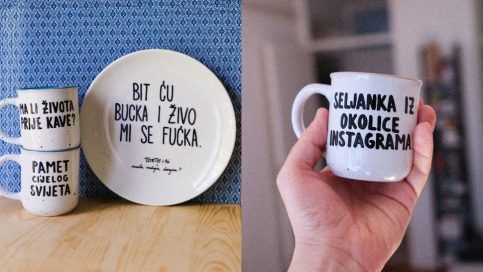 MA LI ŽIVOTA
PRIJE KAVE?
PAMET
CIJELOG
SVIJETA.
BIT ĆU
BUCKA I ŽIVO
MI SE FUĆKA.
SELJANKA IZ
OKOLICE
INSTAGRAMA